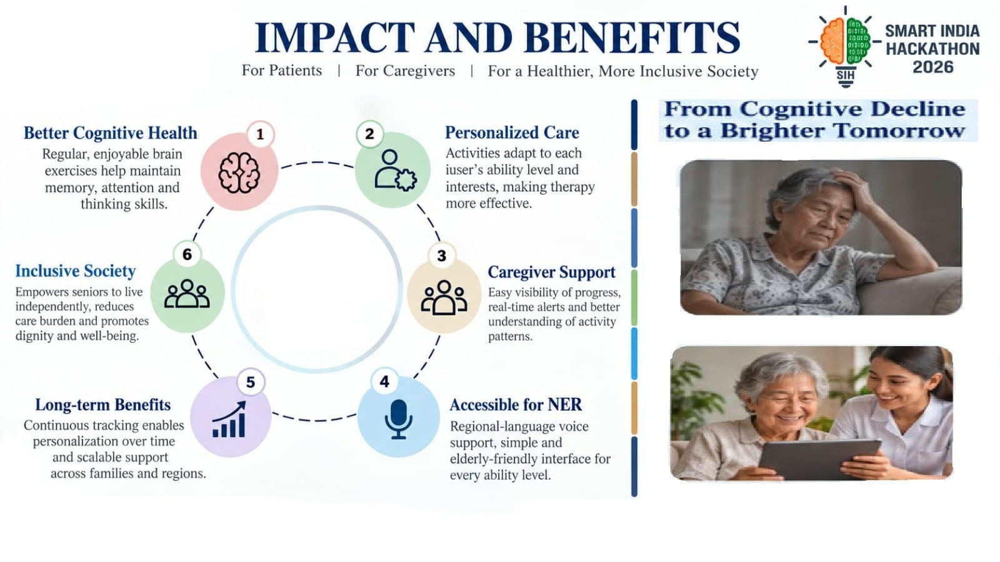 IMPACT AND BENEFITS
For Patients | For Caregivers | For a Healthier, More Inclusive Society
SIH
SMART INDIA
HACKATHON
2026
1
Better Cognitive Health
Regular, enjoyable brain
exercises help maintain
memory, attention and
thinking skills.
2
Personalized Care
Activities adapt to each
iuser's ability level and
interests, making therapy
more effective.
3
Caregiver Support
Easy visibility of progress,
real-time alerts and better
understanding of activity
patterns.
4
Accessible for NER
Regional-language voice
support, simple and
elderly-friendly interface for
every ability level.
5
Long-term Benefits
Continuous tracking enables
personalization over time
and scalable support
across families and regions.
6
Inclusive Society
Empowers seniors to live
independently, reduces
care burden and promotes
dignity and well-being.
From Cognitive Decline
to a Brighter Tomorrow